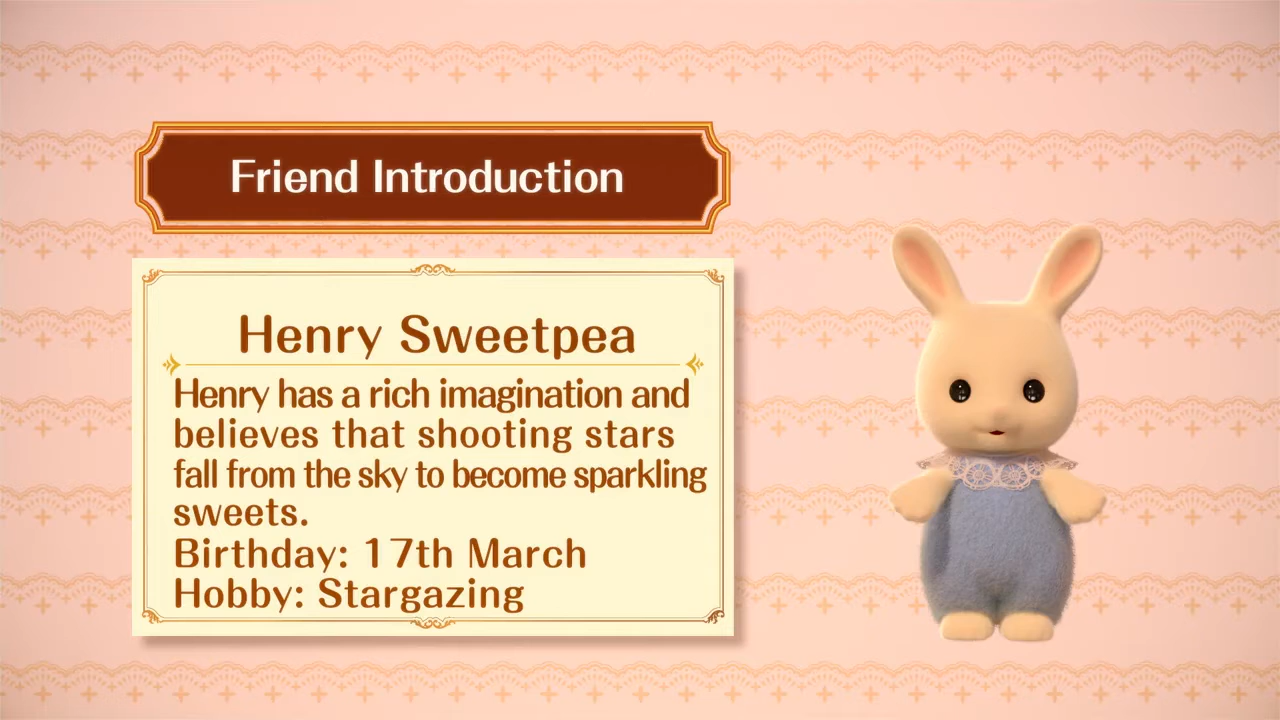 Friend Introduction
Henry Sweetpea
Henry has a rich imagination and
believes that shooting stars
fall from the sky to become sparkling
sweets.
Birthday: 17th March
Hobby: Stargazing